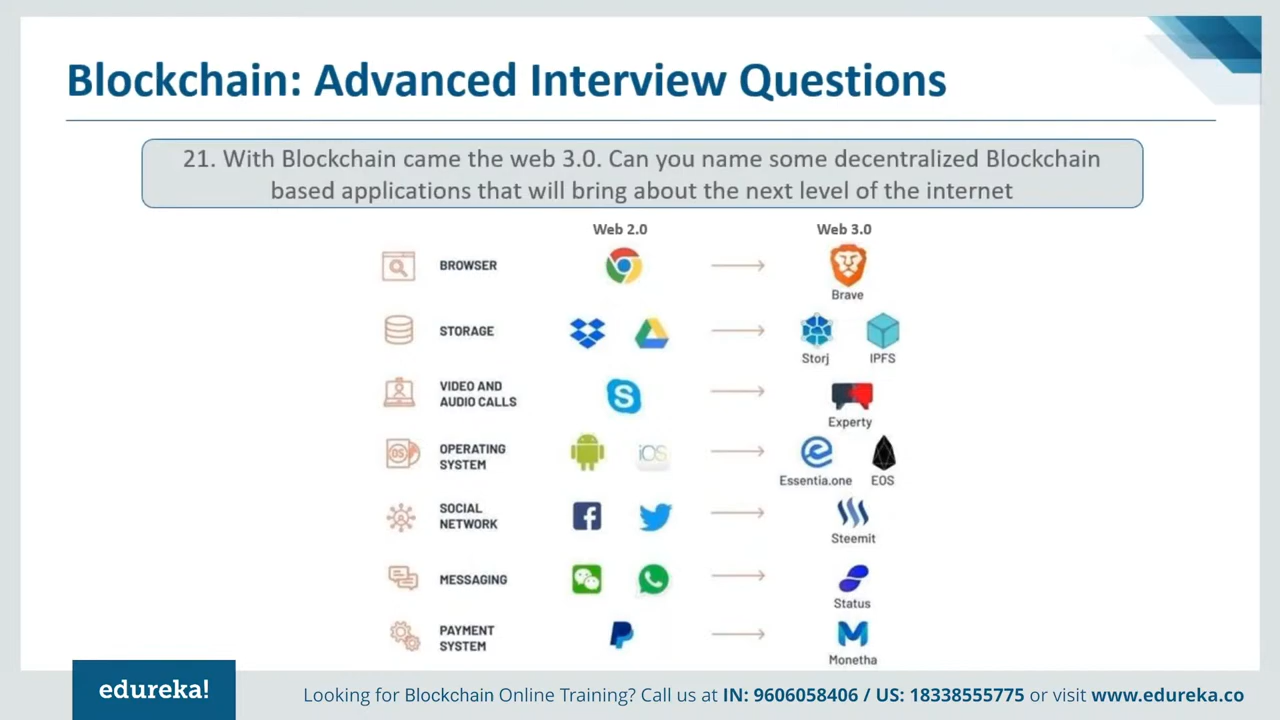 Blockchain: Advanced Interview Questions
21. With Blockchain came the web 3.0. Can you name some decentralized Blockchain
based applications that will bring about the next level of the internet
Web 2.0
Web 3.0
BROWSER
Brave
STORAGE
Storj
IPFS
VIDEO AND
AUDIO CALLS
S
Experty
OS
OPERATING
SYSTEM
iOS
Essentia.one
EOS
SOCIAL
NETWORK
f
Steemit
MESSAGING
Status
PAYMENT
SYSTEM
Monetha
edureka!
Looking for Blockchain Online Training? Call us at IN: 9606058406 / US: 18338555775 or visit www.edureka.co